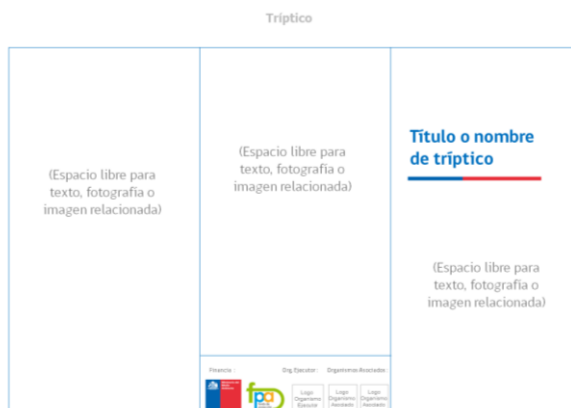 Tríptico
(Espacio libre para
texto, fotografía o
imagen relacionada)
(Espacio libre para
texto, fotografía o
imagen relacionada)
Título o nombre
de tríptico
(Espacio libre para
texto, fotografía o
imagen relacionada)
Financia :
Org. Ejecutor :
Organismos Asociados:
fpa
Logo
Organismo
Ejecutor
Logo
Organismo
Asociado
Logo
Organismo
Asociado